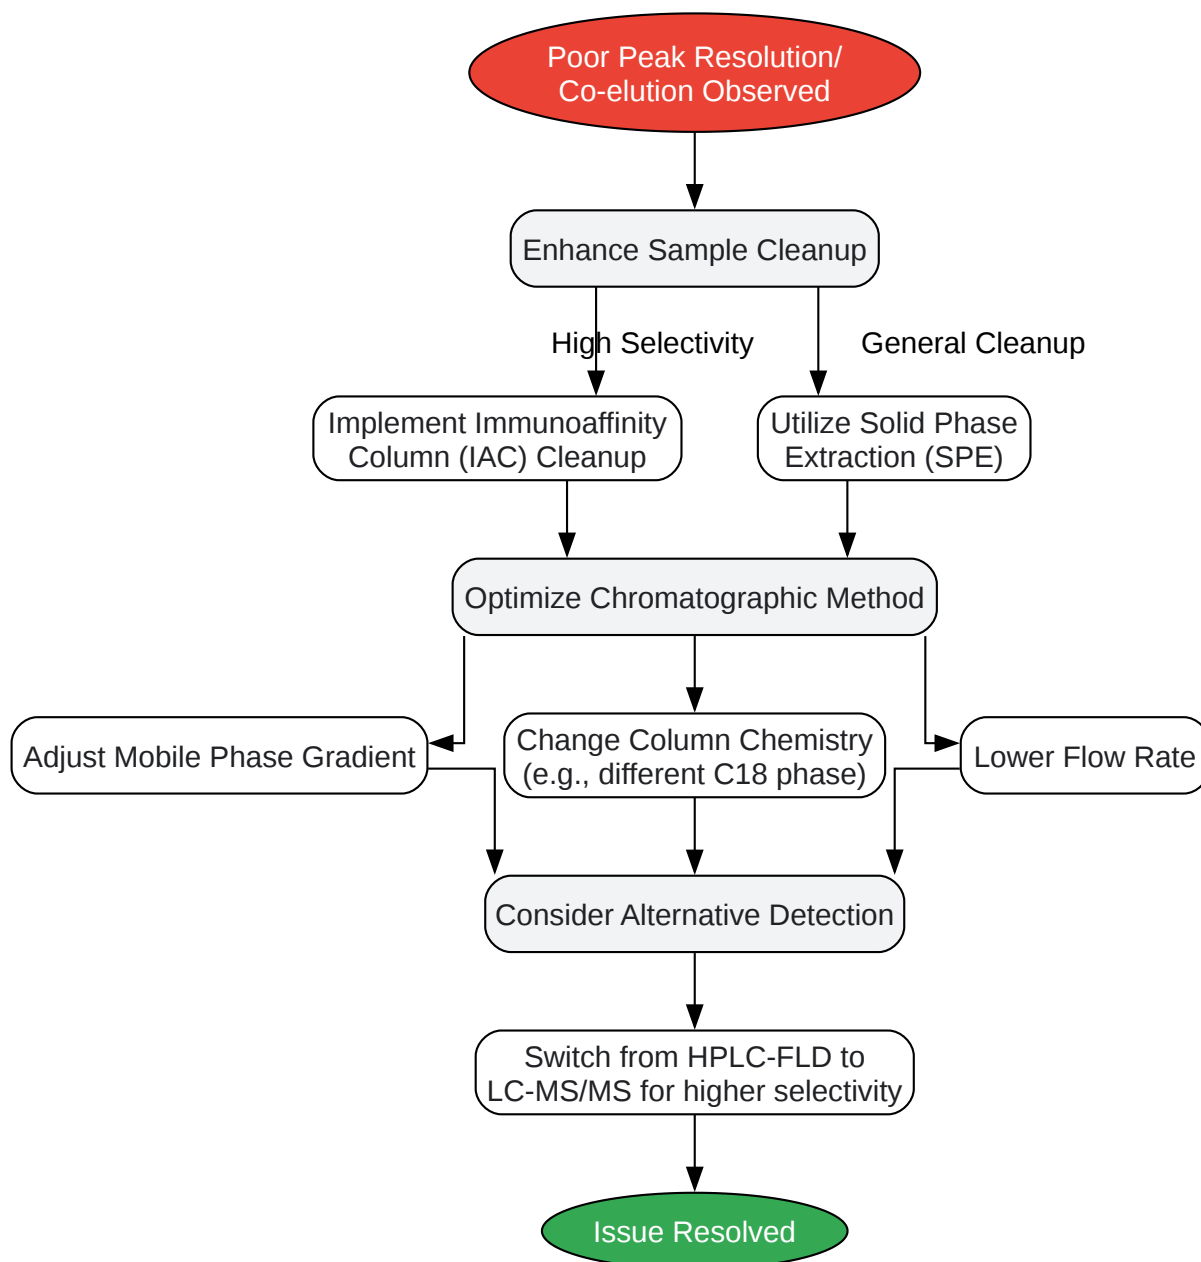 Poor Peak Resolution/
Co-elution Observed
Enhance Sample Cleanup
High Selectivity
General Cleanup
Implement Immunoaffinity
Column (IAC) Cleanup
Utilize Solid Phase
Extraction (SPE)
Optimize Chromatographic Method
Adjust Mobile Phase Gradient
Change Column Chemistry
(e.g., different C18 phase)
Lower Flow Rate
Consider Alternative Detection
Switch from HPLC-FLD to
LC-MS/MS for higher selectivity
Issue Resolved